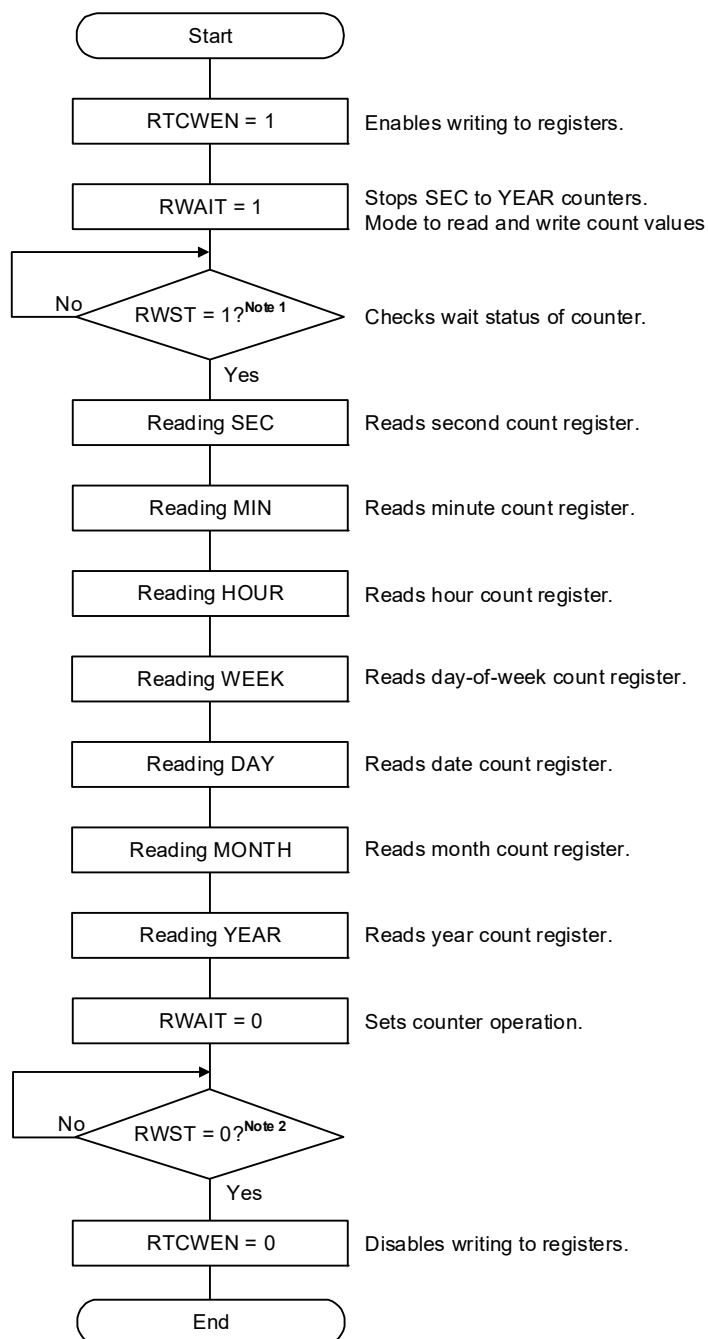 Start
RTCWEN = 1
Enables writing to registers.
RWAIT = 1
Stops SEC to YEAR counters.
Mode to read and write count values
No
RWST = 1?Note 1
Checks wait status of counter.
Yes
Reading SEC
Reads second count register.
Reading MIN
Reads minute count register.
Reading HOUR
Reads hour count register.
Reading WEEK
Reads day-of-week count register.
Reading DAY
Reads date count register.
Reading MONTH
Reads month count register.
Reading YEAR
Reads year count register.
RWAIT = 0
Sets counter operation.
No
RWST = 0?Note 2
Yes
RTCWEN = 0
Disables writing to registers.
End